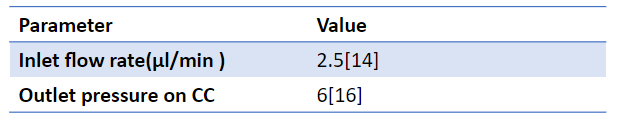 Parameter Value
Inlet flow rate(µl/min ) 2.5[14]
Outlet pressure on CC 6[16]